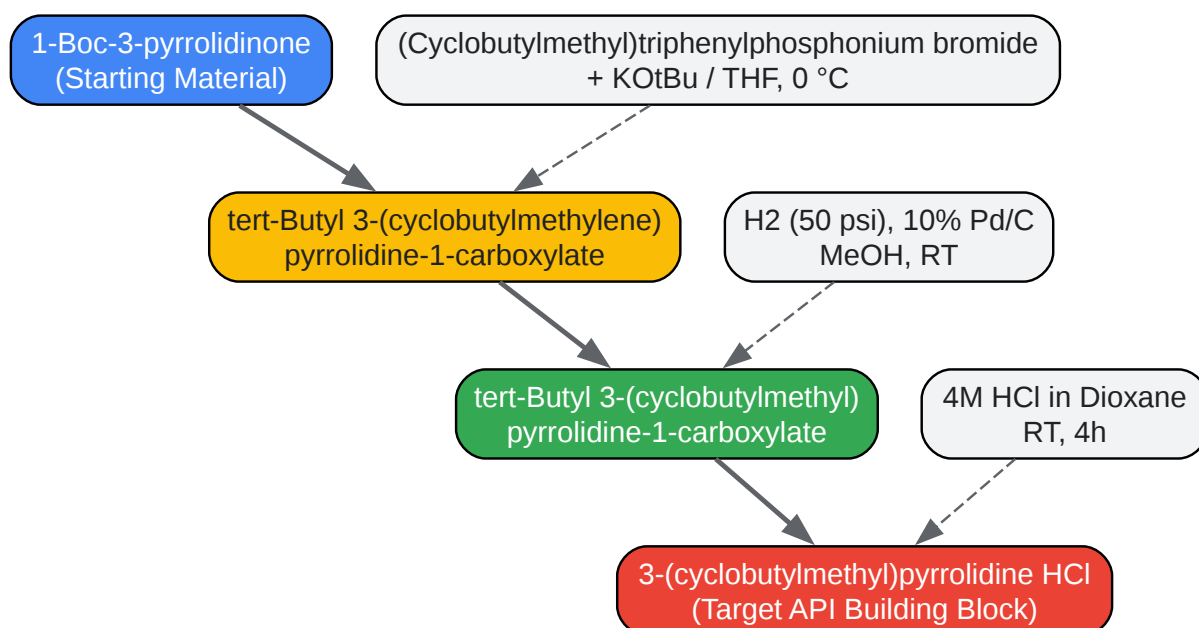 1-Boc-3-pyrrolidinone
(Starting Material)
(Cyclobutylmethyl)triphenylphosphonium bromide
+ KOtBu / THF, 0 °C
tert-Butyl 3-(cyclobutylmethylene)
pyrrolidine-1-carboxylate
H2 (50 psi), 10% Pd/C
MeOH, RT
tert-Butyl 3-(cyclobutylmethyl)
pyrrolidine-1-carboxylate
4M HCl in Dioxane
RT, 4h
3-(cyclobutylmethyl)pyrrolidine HCl
(Target API Building Block)